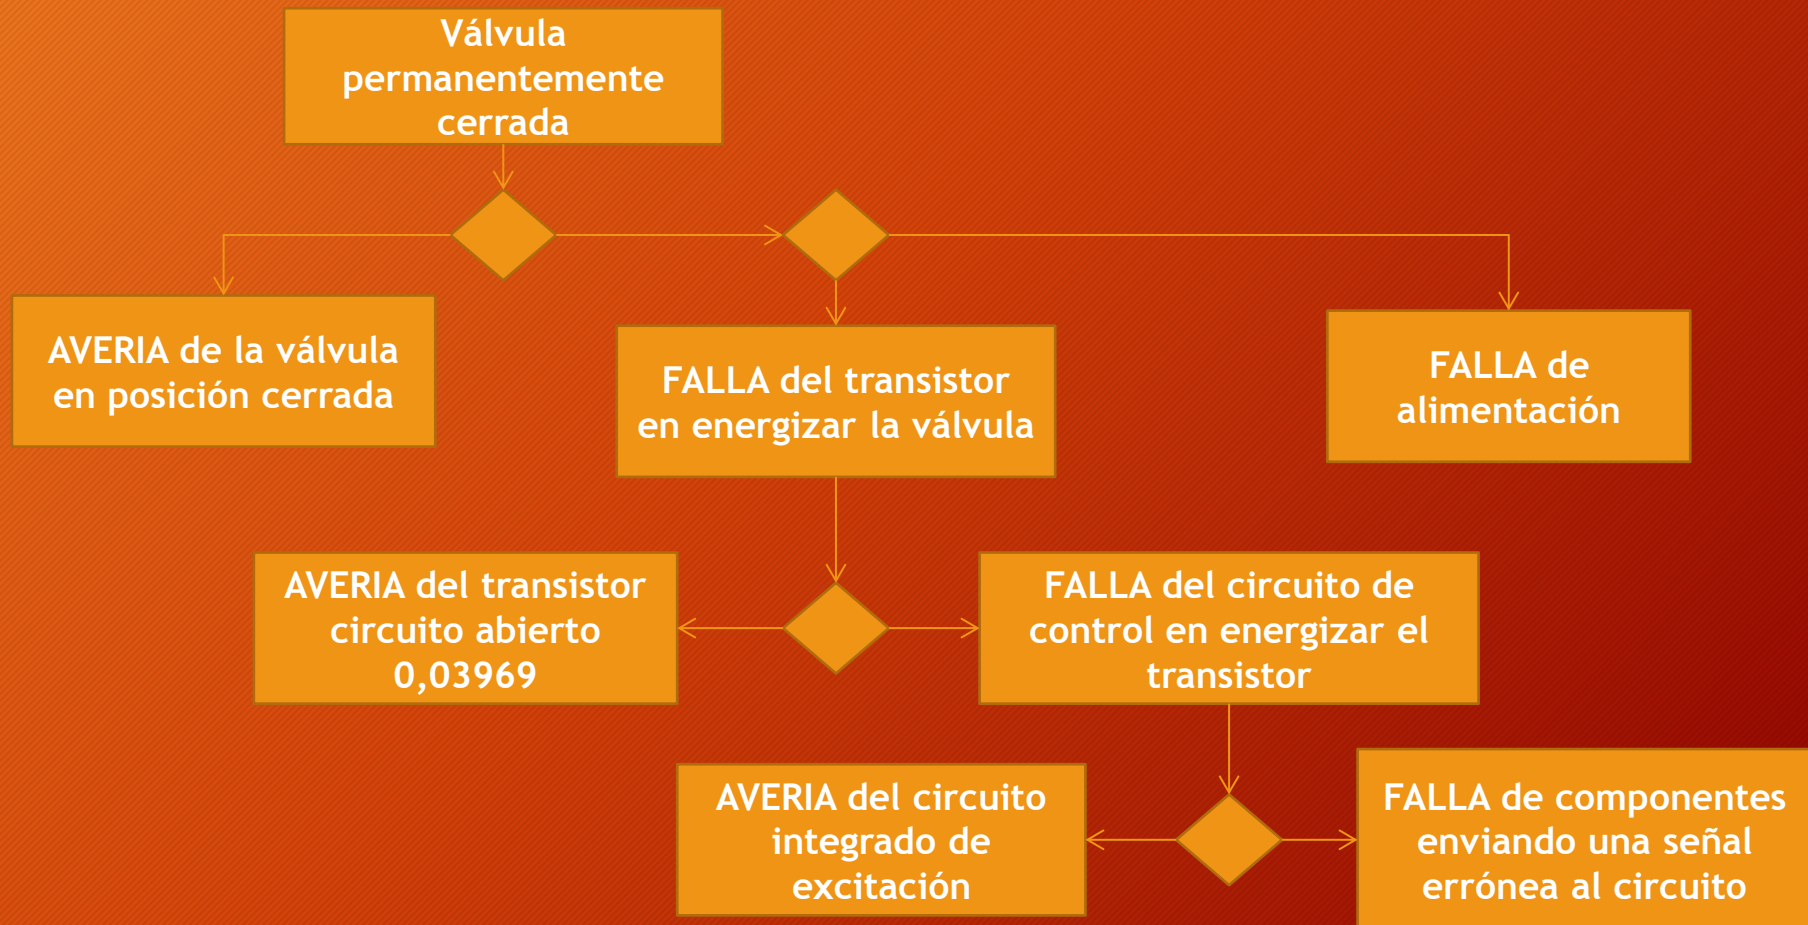 Válvula
permanentemente
cerrada
AVERIA de la válvula
en posición cerrada
FALLA del transistor
en energizar la válvula
FALLA de
alimentación
AVERIA del transistor
circuito abierto
0,03969
FALLA del circuito de
control en energizar el
transistor
AVERIA del circuito
integrado de
excitación
FALLA de componentes
enviando una señal
errónea al circuito